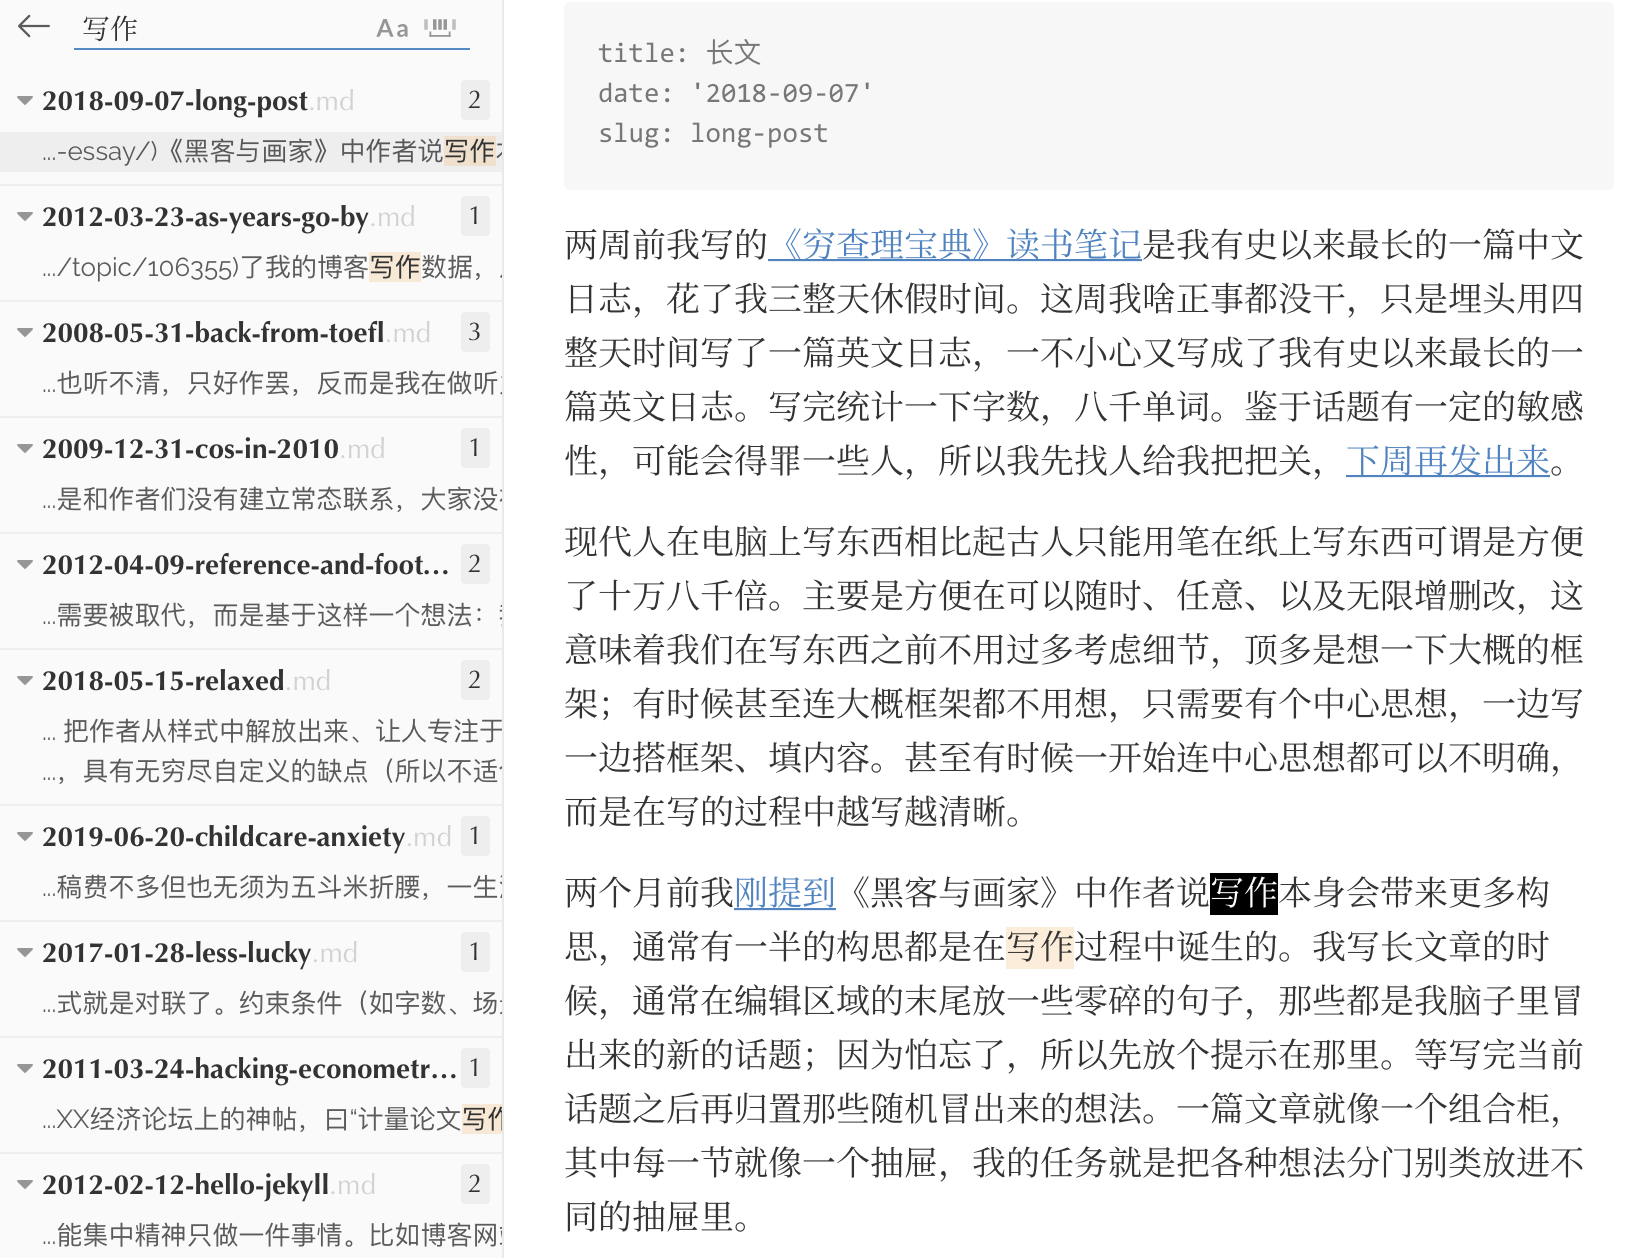 写作
Aa
2018-09-07-long-post.md 2
...-essay/)《黑客与画家》中作者说写作
2012-03-23-as-years-go-by.md 1
.../topic/106355)了我的博客写作数据，
2008-05-31-back-from-toefl.md 3
...也听不清，只好作罢，反而是我在做听
2009-12-31-cos-in-2010.md 1
...是和作者们没有建立常态联系，大家没
2012-04-09-reference-and-foot... 2
...需要被取代，而是基于这样一个想法：
2018-05-15-relaxed.md 2
... 把作者从样式中解放出来、让人专注于
...，具有无穷尽自定义的缺点（所以不适
2019-06-20-childcare-anxiety.md 1
...稿费不多但也无须为五斗米折腰，一生
2017-01-28-less-lucky.md 1
...式就是对联了。约束条件（如字数、场
2011-03-24-hacking-econometr... 1
...XX经济论坛上的神帖，曰“计量论文写作
2012-02-12-hello-jekyll.md 2
...能集中精神只做一件事情。比如博客网
title: 长文
date: '2018-09-07'
slug: long-post
两周前我写的《穷查理宝典》读书笔记是我有史以来最长的一篇中文
日志，花了我三整天休假时间。这周我啥正事都没干，只是埋头用四
整天时间写了一篇英文日志，一不小心又写成了我有史以来最长的一
篇英文日志。写完统计一下字数，八千单词。鉴于话题有一定的敏感
性，可能会得罪一些人，所以我先找人给我把把关，下周再发出来。
现代人在电脑上写东西相比起古人只能用笔在纸上写东西可谓是方便
了十万八千倍。主要是方便在可以随时、任意、以及无限增删改，这
意味着我们在写东西之前不用过多考虑细节，顶多是想一下大概的框
架；有时候甚至连大概框架都不用想，只需要有个中心思想，一边写
一边搭框架、填内容。甚至有时候一开始连中心思想都可以不明确，
而是在写的过程中越写越清晰。
两个月前我刚提到《黑客与画家》中作者说写作本身会带来更多构
思，通常有一半的构思都是在写作过程中诞生的。我写长文章的时
候，通常在编辑区域的末尾放一些零碎的句子，那些都是我脑子里冒
出来的新的话题；因为怕忘了，所以先放个提示在那里。等写完当前
话题之后再归置那些随机冒出来的想法。一篇文章就像一个组合柜，
其中每一节就像一个抽屉，我的任务就是把各种想法分门别类放进不
同的抽屉里。